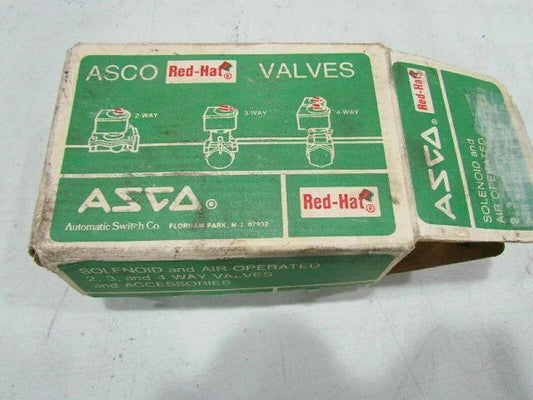 ASCO Red-Hat® VALVES
2-WAY 3-WAY 4-WAY
ASCO®
Automatic Switch Co. FLORHAM PARK, N.J. 07932
Red-Hat®
SOLENOID and AIR OPERATED
2, 3, and 4 WAY VALVES
and ACCESSORIES
ASCO® Red-Hat®
SOLENOID and
AIR OPERATED
2, 3